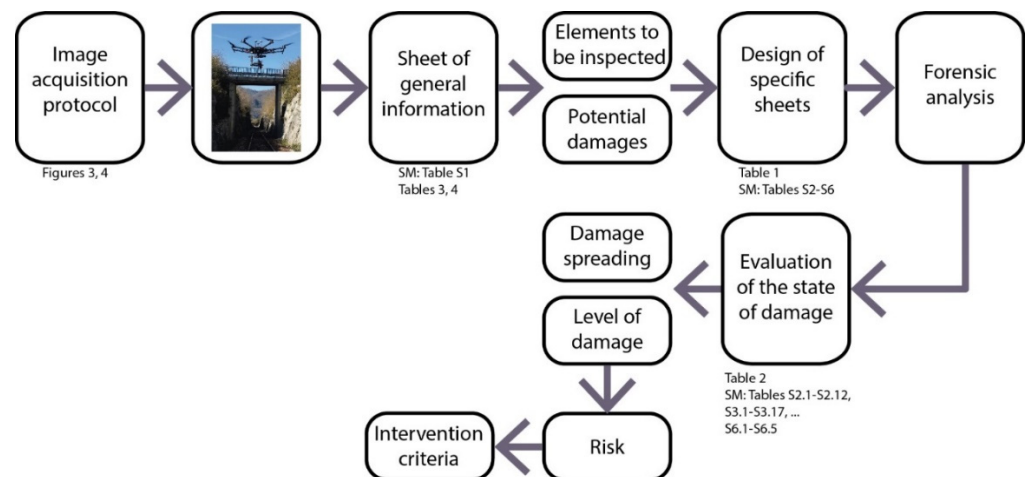 Image
acquisition
protocol
Figures 3, 4
Sheet of
general
information
SM: Table S1
Tables 3, 4
Elements to
be inspected
Potential
damages
Design of
specific
sheets
Table 1
SM: Tables S2-S6
Forensic
analysis
Damage
spreading
Level of
damage
Evaluation
of the state
of damage
Table 2
SM: Tables S2.1-S2.12,
S3.1-S3.17, ...
S6.1-S6.5
Intervention
criteria
Risk